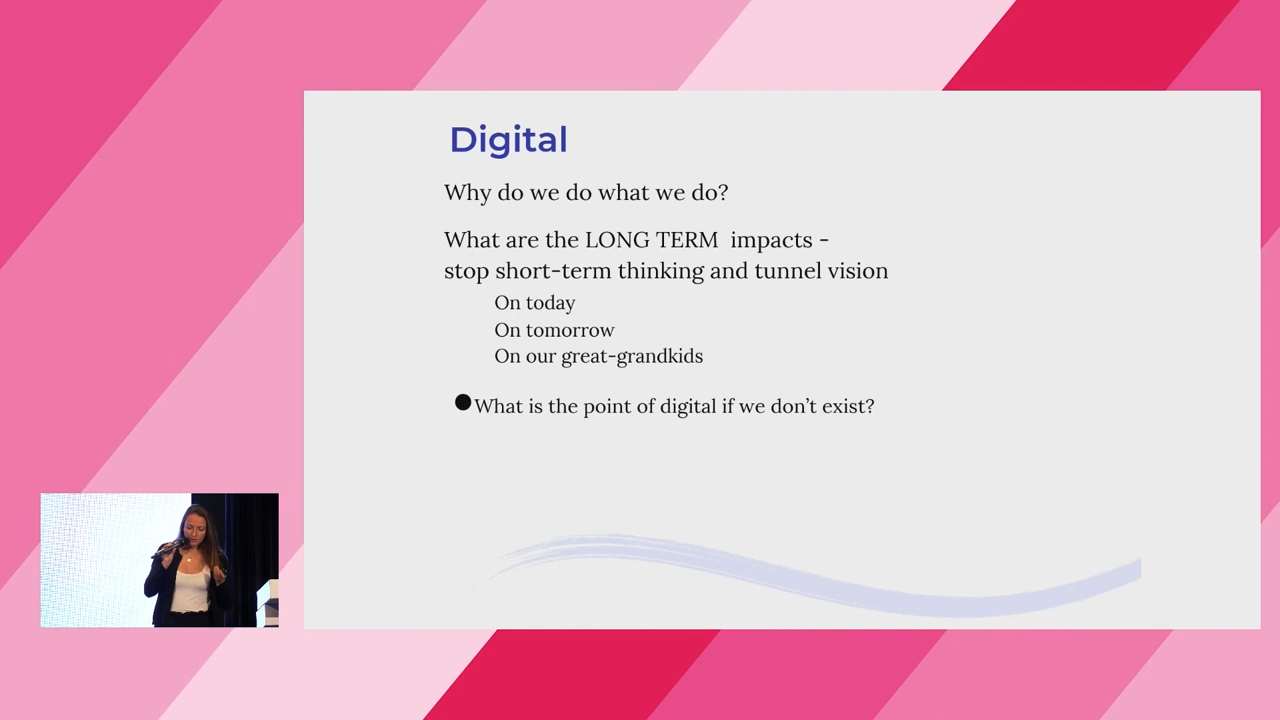 Digital
Why do we do what we do?
What are the LONG TERM  impacts -
stop short-term thinking and tunnel vision
On today
On tomorrow
On our great-grandkids
●What is the point of digital if we don’t exist?